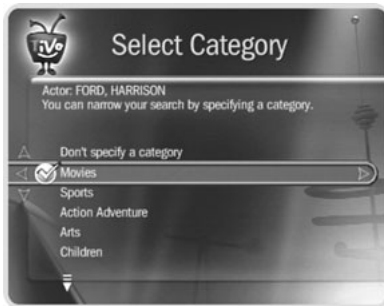 TiVo
Select Category
Actor: FORD, HARRISON
You can narrow your search by specifying a category.
Don't specify a category
Movies
Sports
Action Adventure
Arts
Children